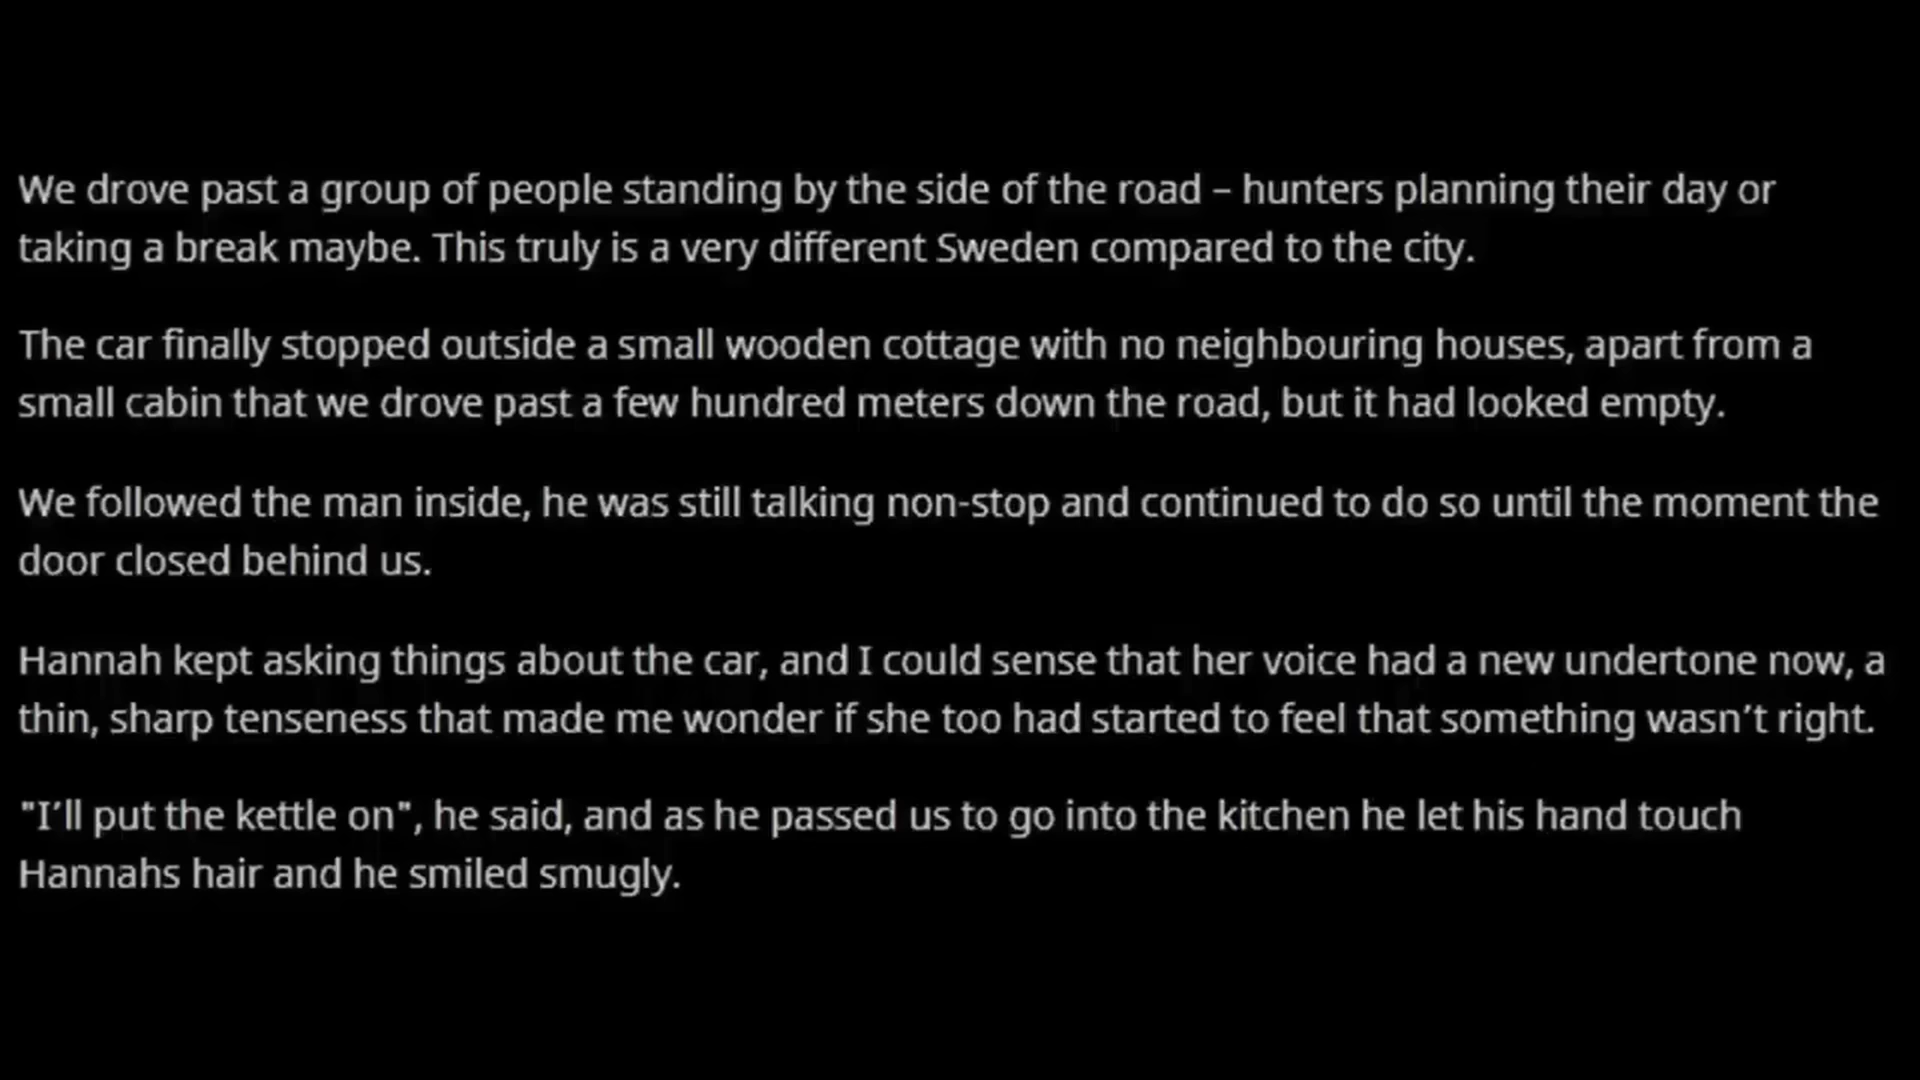 We drove past a group of people standing by the side of the road – hunters planning their day or
taking a break maybe. This truly is a very different Sweden compared to the city.
The car finally stopped outside a small wooden cottage with no neighbouring houses, apart from a
small cabin that we drove past a few hundred meters down the road, but it had looked empty.
We followed the man inside, he was still talking non-stop and continued to do so until the moment the
door closed behind us.
Hannah kept asking things about the car, and I could sense that her voice had a new undertone now, a
thin, sharp tenseness that made me wonder if she too had started to feel that something wasn’t right.
"I’ll put the kettle on", he said, and as he passed us to go into the kitchen he let his hand touch
Hannahs hair and he smiled smugly.